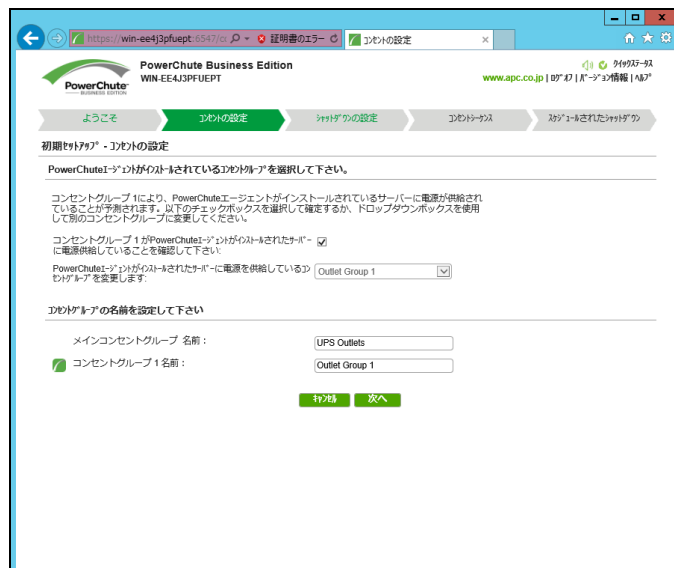 https://win-ee4j3pfuept:6547/cc
証明書のエラー
ｺﾝｾﾝﾄの設定
PowerChute Business Edition
WIN-EE4J3PFUEPT
PowerChute
BUSINESS EDITION
ｸｲｯｸｽﾃｰﾀｽ
www.apc.co.jp | ﾛｸﾞｵﾌ | ﾊﾞｰｼﾞｮﾝ情報 | ﾍﾙﾌﾟ
ようこそ
ｺﾝｾﾝﾄの設定
ｼｬｯﾄﾀﾞｳﾝの設定
ｺﾝｾﾝﾄｼｰｹﾝｽ
ｽｹｼﾞｭｰﾙされたｼｬｯﾄﾀﾞｳﾝ
初期ｾｯﾄｱｯﾌﾟ - ｺﾝｾﾝﾄの設定
PowerChuteｴｰｼﾞｪﾝﾄがｲﾝｽﾄｰﾙされているｺﾝｾﾝﾄｸﾞﾙｰﾌﾟを選択して下さい。
コンセントグループ 1により、PowerChuteエージェントがインストールされているサーバーに電源が供給され
ていることが予測されます。以下のチェックボックスを選択して確定するか、ドロップダウンボックスを使用
して別のコンセントグループに変更してください。
コンセントグループ 1 がPowerChuteｴｰｼﾞｪﾝﾄがｲﾝｽﾄｰﾙされたｻｰﾊﾞｰ
に電源供給していることを確認して下さい:
PowerChuteｴｰｼﾞｪﾝﾄがｲﾝｽﾄｰﾙされたｻｰﾊﾞｰに電源を供給しているｺﾝ
ｾﾝﾄｸﾞﾙｰﾌﾟを変更します:
Outlet Group 1
ｺﾝｾﾝﾄｸﾞﾙｰﾌﾟの名前を設定して下さい
メインコンセントグループ 名前：
UPS Outlets
コンセントグループ 1 名前：
Outlet Group 1
ｷｬﾝｾﾙ
次へ